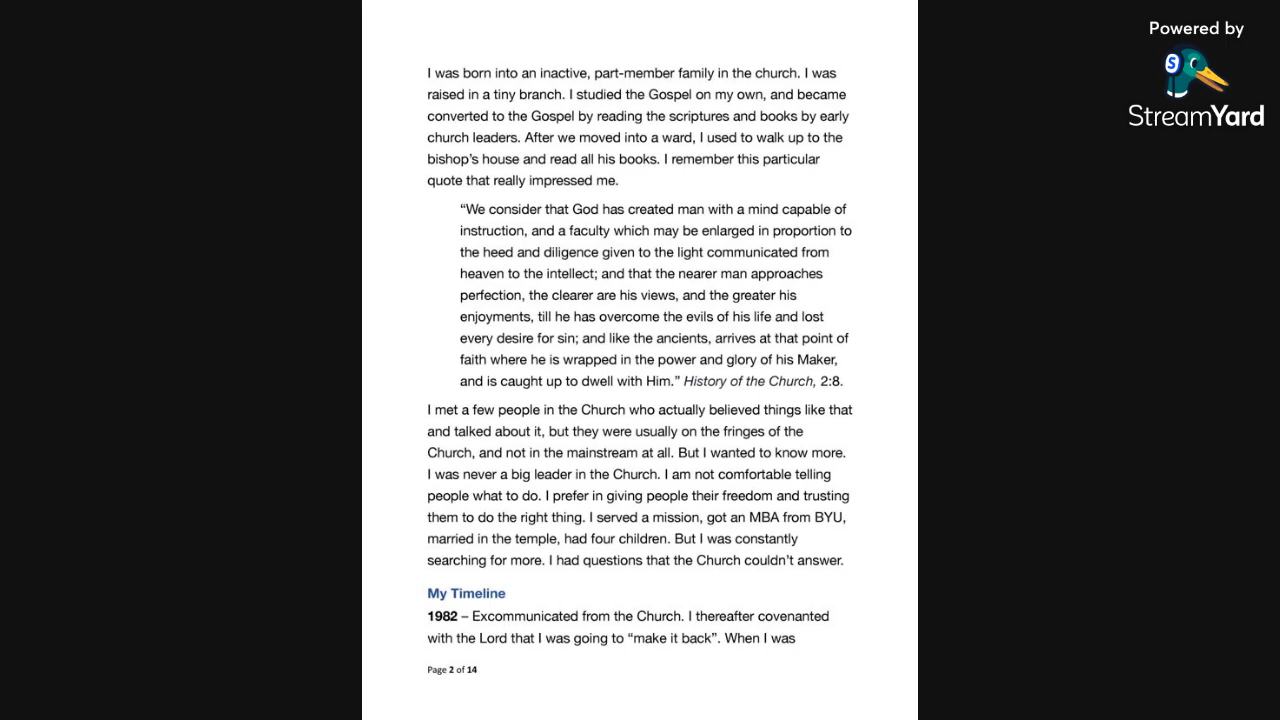 Powered by
StreamYard
I was born into an inactive, part-member family in the church. I was
raised in a tiny branch. I studied the Gospel on my own, and became
converted to the Gospel by reading the scriptures and books by early
church leaders. After we moved into a ward, I used to walk up to the
bishop’s house and read all his books. I remember this particular
quote that really impressed me.
“We consider that God has created man with a mind capable of
instruction, and a faculty which may be enlarged in proportion to
the heed and diligence given to the light communicated from
heaven to the intellect; and that the nearer man approaches
perfection, the clearer are his views, and the greater his
enjoyments, till he has overcome the evils of his life and lost
every desire for sin; and like the ancients, arrives at that point of
faith where he is wrapped in the power and glory of his Maker,
and is caught up to dwell with Him.” History of the Church, 2:8.
I met a few people in the Church who actually believed things like that
and talked about it, but they were usually on the fringes of the
Church, and not in the mainstream at all. But I wanted to know more.
I was never a big leader in the Church. I am not comfortable telling
people what to do. I prefer in giving people their freedom and trusting
them to do the right thing. I served a mission, got an MBA from BYU,
married in the temple, had four children. But I was constantly
searching for more. I had questions that the Church couldn’t answer.
My Timeline
1982 – Excommunicated from the Church. I thereafter covenanted
with the Lord that I was going to “make it back”. When I was
Page 2 of 14